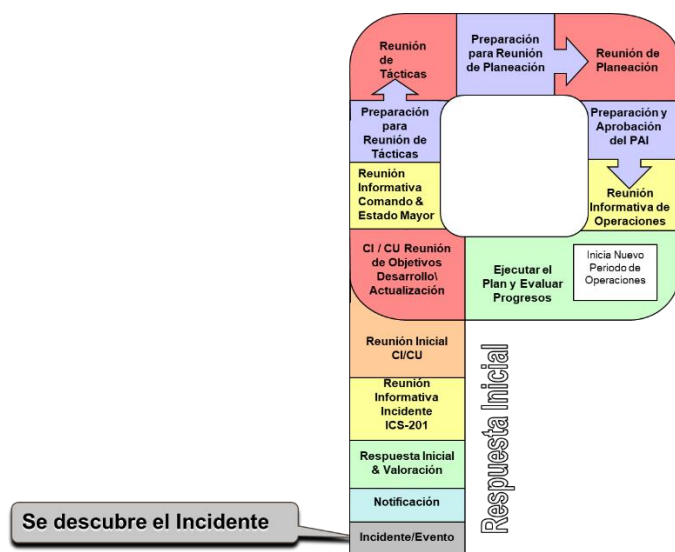 Reunión
de
Tácticas
Preparación
para Reunión
de Planeación
Reunión de
Planeación
Preparación
para
Reunión de
Tácticas
Preparación y
Aprobación
del PAI
Reunión
Informativa
Comando &
Estado Mayor
Reunión
Informativa de
Operaciones
CI / CU Reunión
de Objetivos
Desarrollo\
Actualización
Ejecutar el
Plan y Evaluar
Progresos
Inicia Nuevo
Periodo de
Operaciones
Reunión Inicial
CI/CU
Reunión
Informativa
Incidente
ICS-201
Respuesta Inicial
& Valoración
Notificación
Incidente/Evento
Respuesta Inicial
Se descubre el Incidente